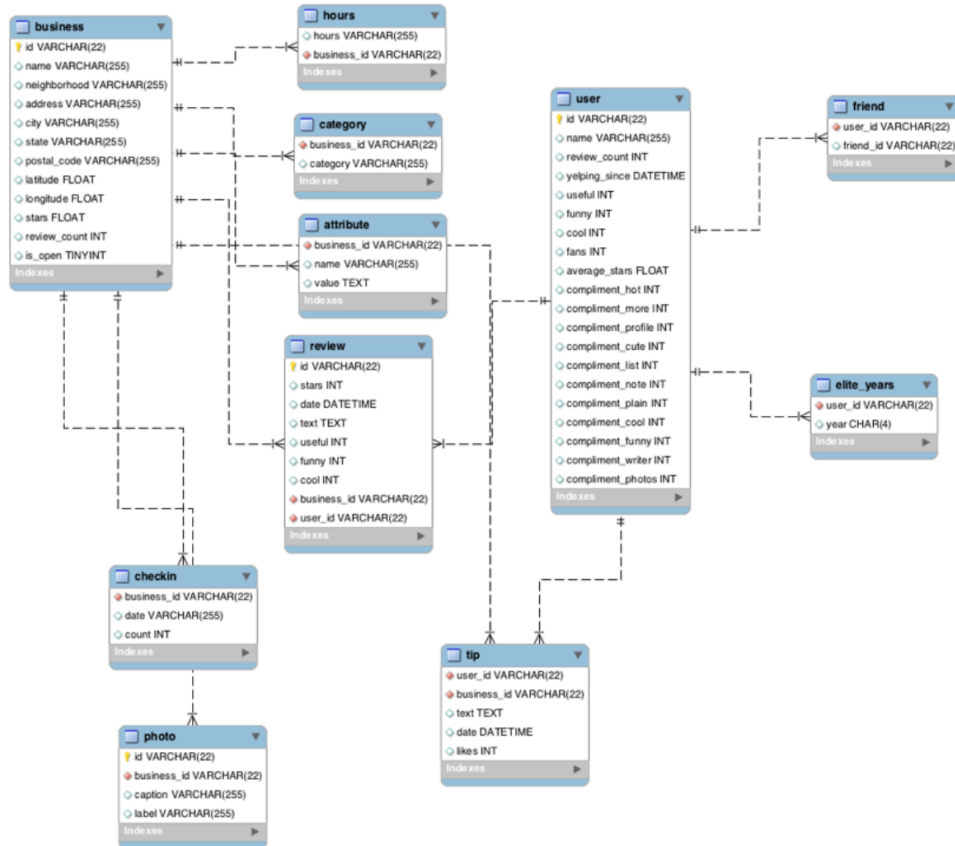 business
id VARCHAR(22)
name VARCHAR(255)
neighborhood VARCHAR(255)
address VARCHAR(255)
city VARCHAR(255)
state VARCHAR(255)
postal_code VARCHAR(255)
latitude FLOAT
longitude FLOAT
stars FLOAT
review_count INT
is_open TINYINT
Indexes
hours
hours VARCHAR(255)
business_id VARCHAR(22)
Indexes
category
business_id VARCHAR(22)
category VARCHAR(255)
Indexes
attribute
business_id VARCHAR(22)
name VARCHAR(255)
value TEXT
Indexes
review
id VARCHAR(22)
stars INT
date DATETIME
text TEXT
useful INT
funny INT
cool INT
business_id VARCHAR(22)
user_id VARCHAR(22)
Indexes
user
id VARCHAR(22)
name VARCHAR(255)
review_count INT
yelping_since DATETIME
useful INT
funny INT
cool INT
fans INT
average_stars FLOAT
compliment_hot INT
compliment_more INT
compliment_profile INT
compliment_cute INT
compliment_list INT
compliment_note INT
compliment_plain INT
compliment_cool INT
compliment_funny INT
compliment_writer INT
compliment_photos INT
Indexes
friend
user_id VARCHAR(22)
friend_id VARCHAR(22)
Indexes
elite_years
user_id VARCHAR(22)
year CHAR(4)
Indexes
checkin
business_id VARCHAR(22)
date VARCHAR(255)
count INT
Indexes
tip
user_id VARCHAR(22)
business_id VARCHAR(22)
text TEXT
date DATETIME
likes INT
Indexes
photo
id VARCHAR(22)
business_id VARCHAR(22)
caption VARCHAR(255)
label VARCHAR(255)
Indexes